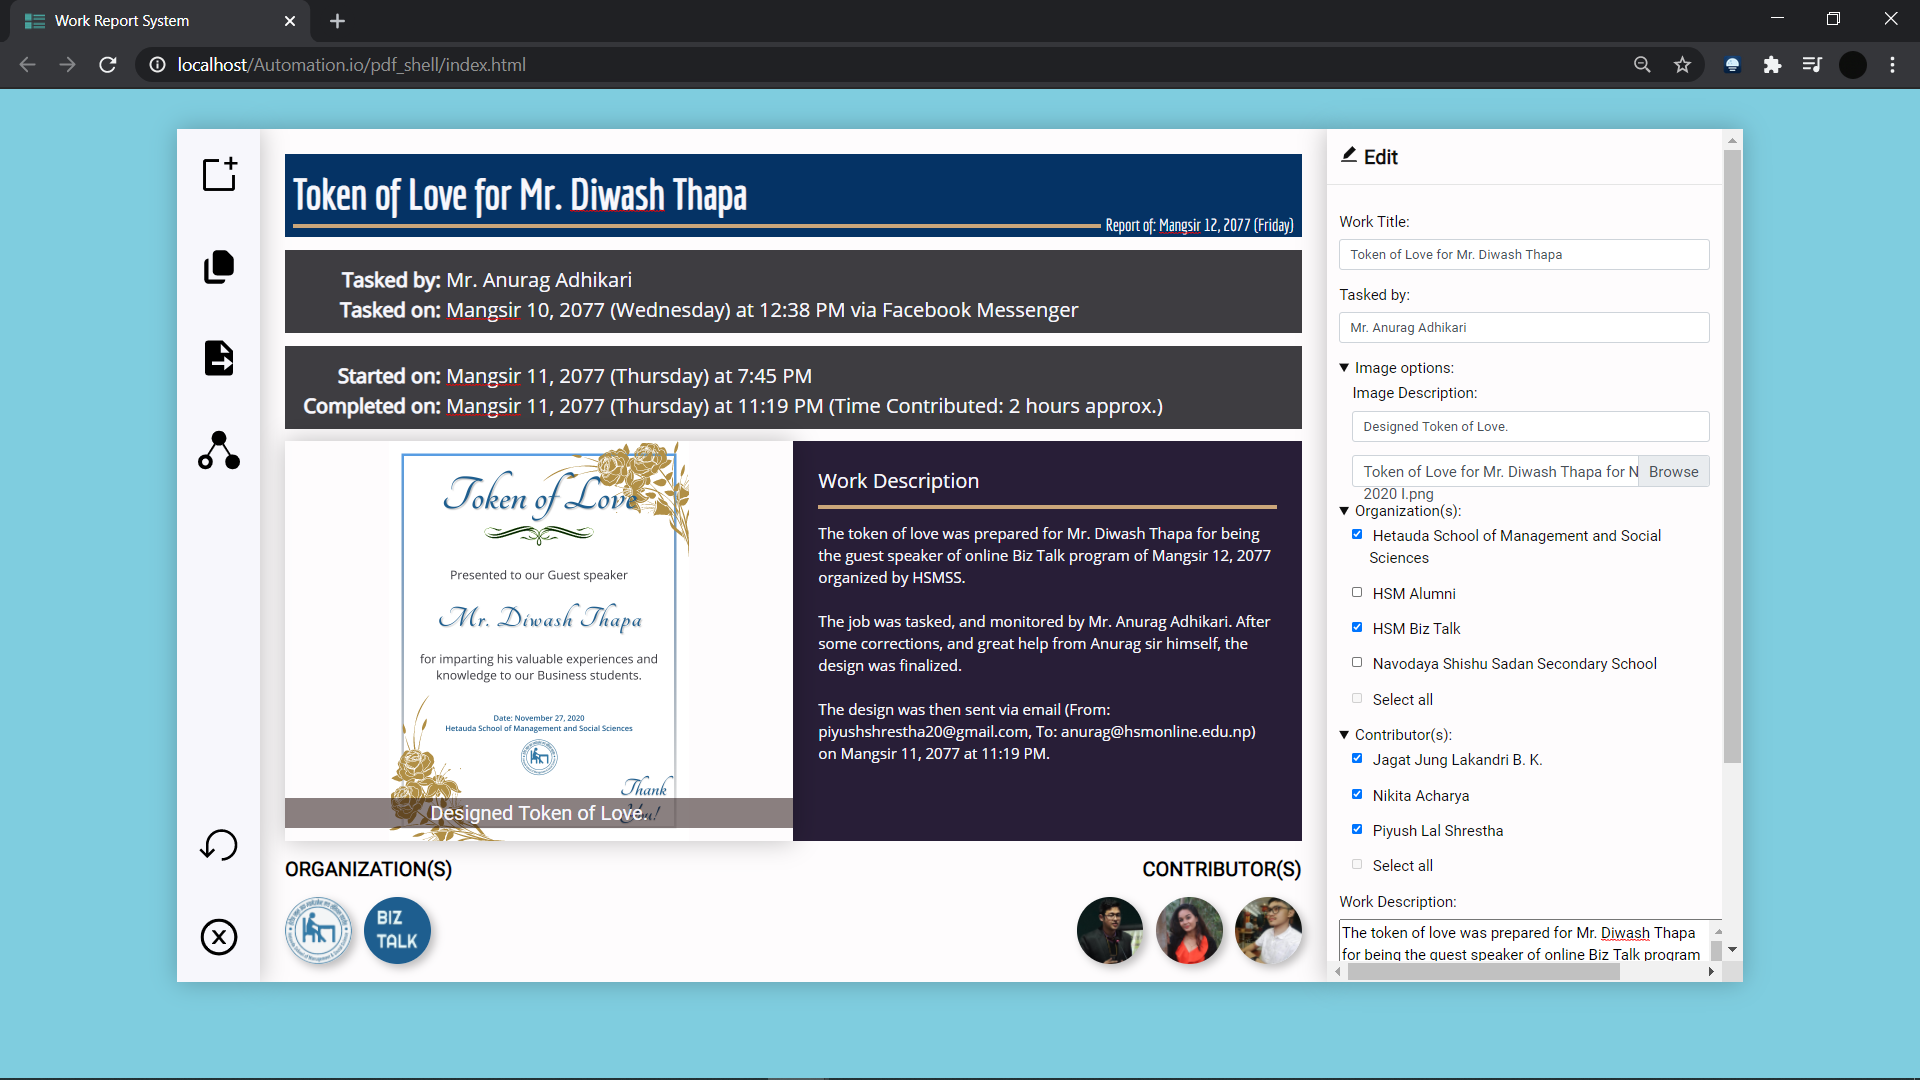 Work Report System
localhost/Automation.io/pdf_shell/index.html
Token of Love for Mr. Diwash Thapa
Report of: Mangsir 12, 2077 (Friday)
Tasked by: Mr. Anurag Adhikari
Tasked on: Mangsir 10, 2077 (Wednesday) at 12:38 PM via Facebook Messenger
Started on: Mangsir 11, 2077 (Thursday) at 7:45 PM
Completed on: Mangsir 11, 2077 (Thursday) at 11:19 PM (Time Contributed: 2 hours approx.)
Token of Love
Presented to our Guest speaker
Mr. Diwash Thapa
for imparting his valuable experiences and
knowledge to our Business students.
Date: November 27, 2020
Hetauda School of Management and Social Sciences
Thank
You!
Designed Token of Love.
Work Description
The token of love was prepared for Mr. Diwash Thapa for being
the guest speaker of online Biz Talk program of Mangsir 12, 2077
organized by HSMSS.
The job was tasked, and monitored by Mr. Anurag Adhikari. After
some corrections, and great help from Anurag sir himself, the
design was finalized.
The design was then sent via email (From:
piyushshrestha20@gmail.com, To: anurag@hsmonline.edu.np)
on Mangsir 11, 2077 at 11:19 PM.
ORGANIZATION(S)
BIZ
TALK
CONTRIBUTOR(S)
Edit
Work Title:
Token of Love for Mr. Diwash Thapa
Tasked by:
Mr. Anurag Adhikari
Image options:
Image Description:
Designed Token of Love.
Token of Love for Mr. Diwash Thapa for N
Browse
2020 I.png
Organization(s):
Hetauda School of Management and Social
Sciences
HSM Alumni
HSM Biz Talk
Navodaya Shishu Sadan Secondary School
Select all
Contributor(s):
Jagat Jung Lakandri B. K.
Nikita Acharya
Piyush Lal Shrestha
Select all
Work Description:
The token of love was prepared for Mr. Diwash Thapa
for being the guest speaker of online Biz Talk program